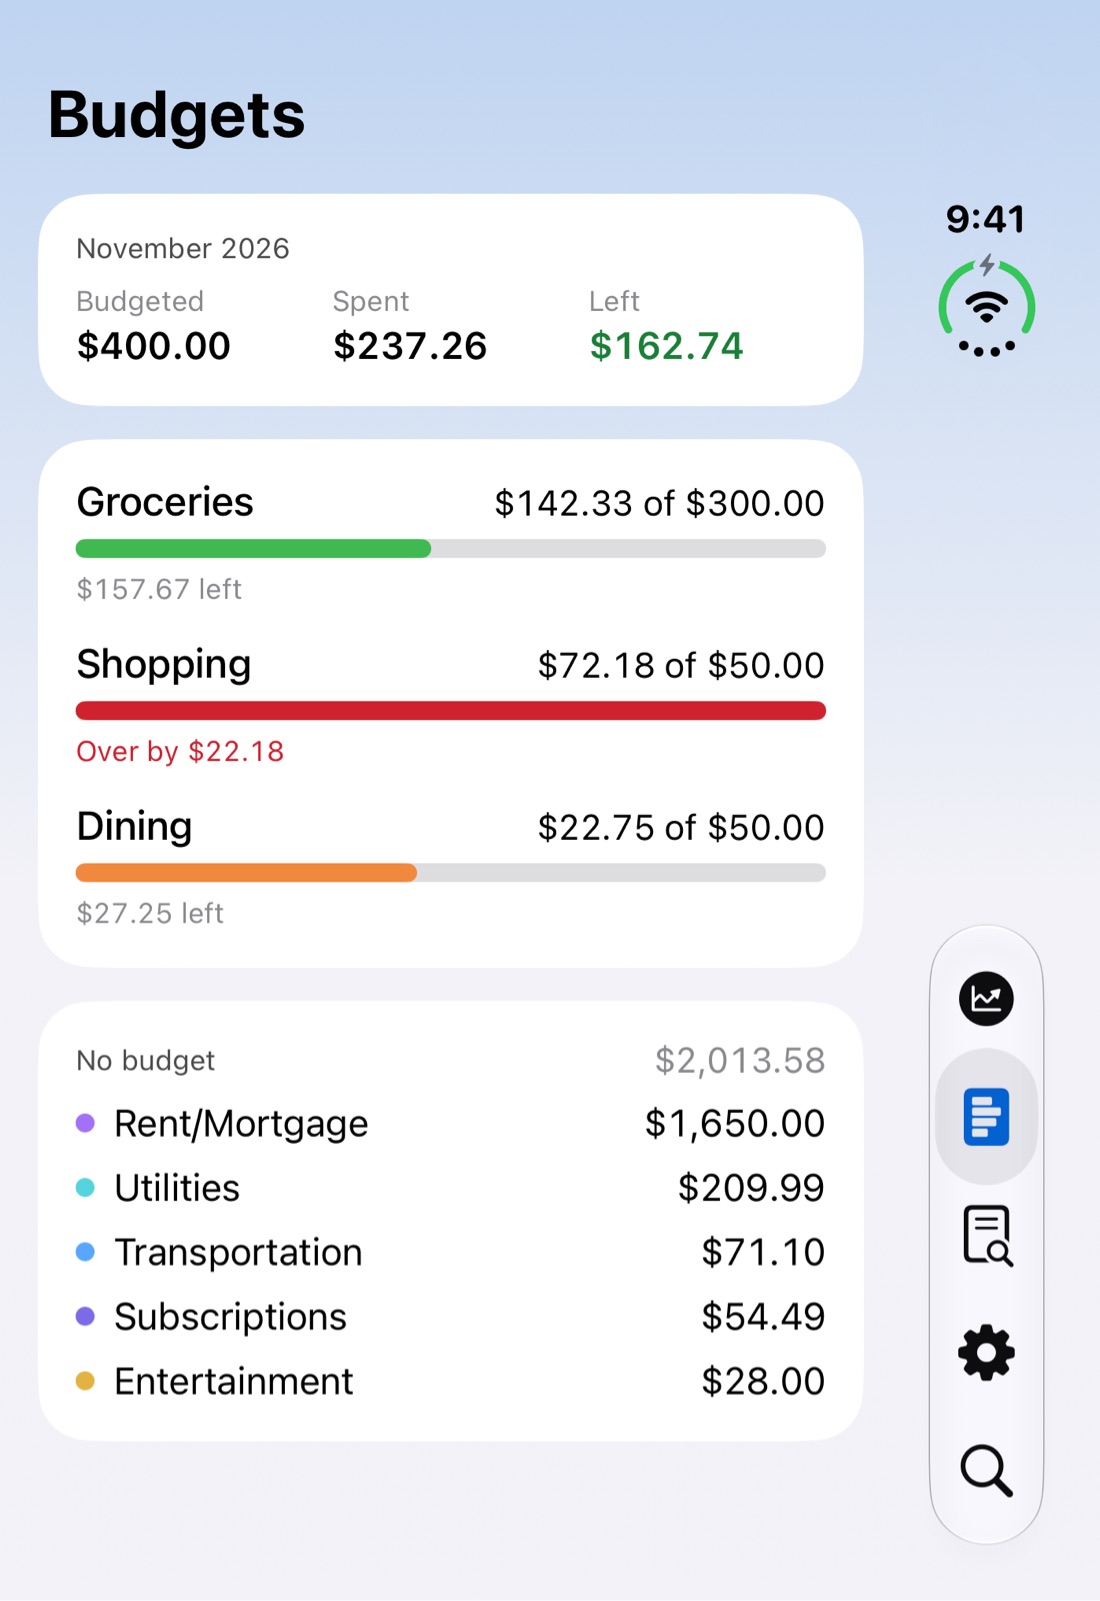 Budgets
9:41
November 2026
Budgeted Spent Left
$400.00 $237.26 $162.74
Groceries $142.33 of $300.00
$157.67 left
Shopping $72.18 of $50.00
Over by $22.18
Dining $22.75 of $50.00
$27.25 left
No budget $2,013.58
Rent/Mortgage $1,650.00
Utilities $209.99
Transportation $71.10
Subscriptions $54.49
Entertainment $28.00